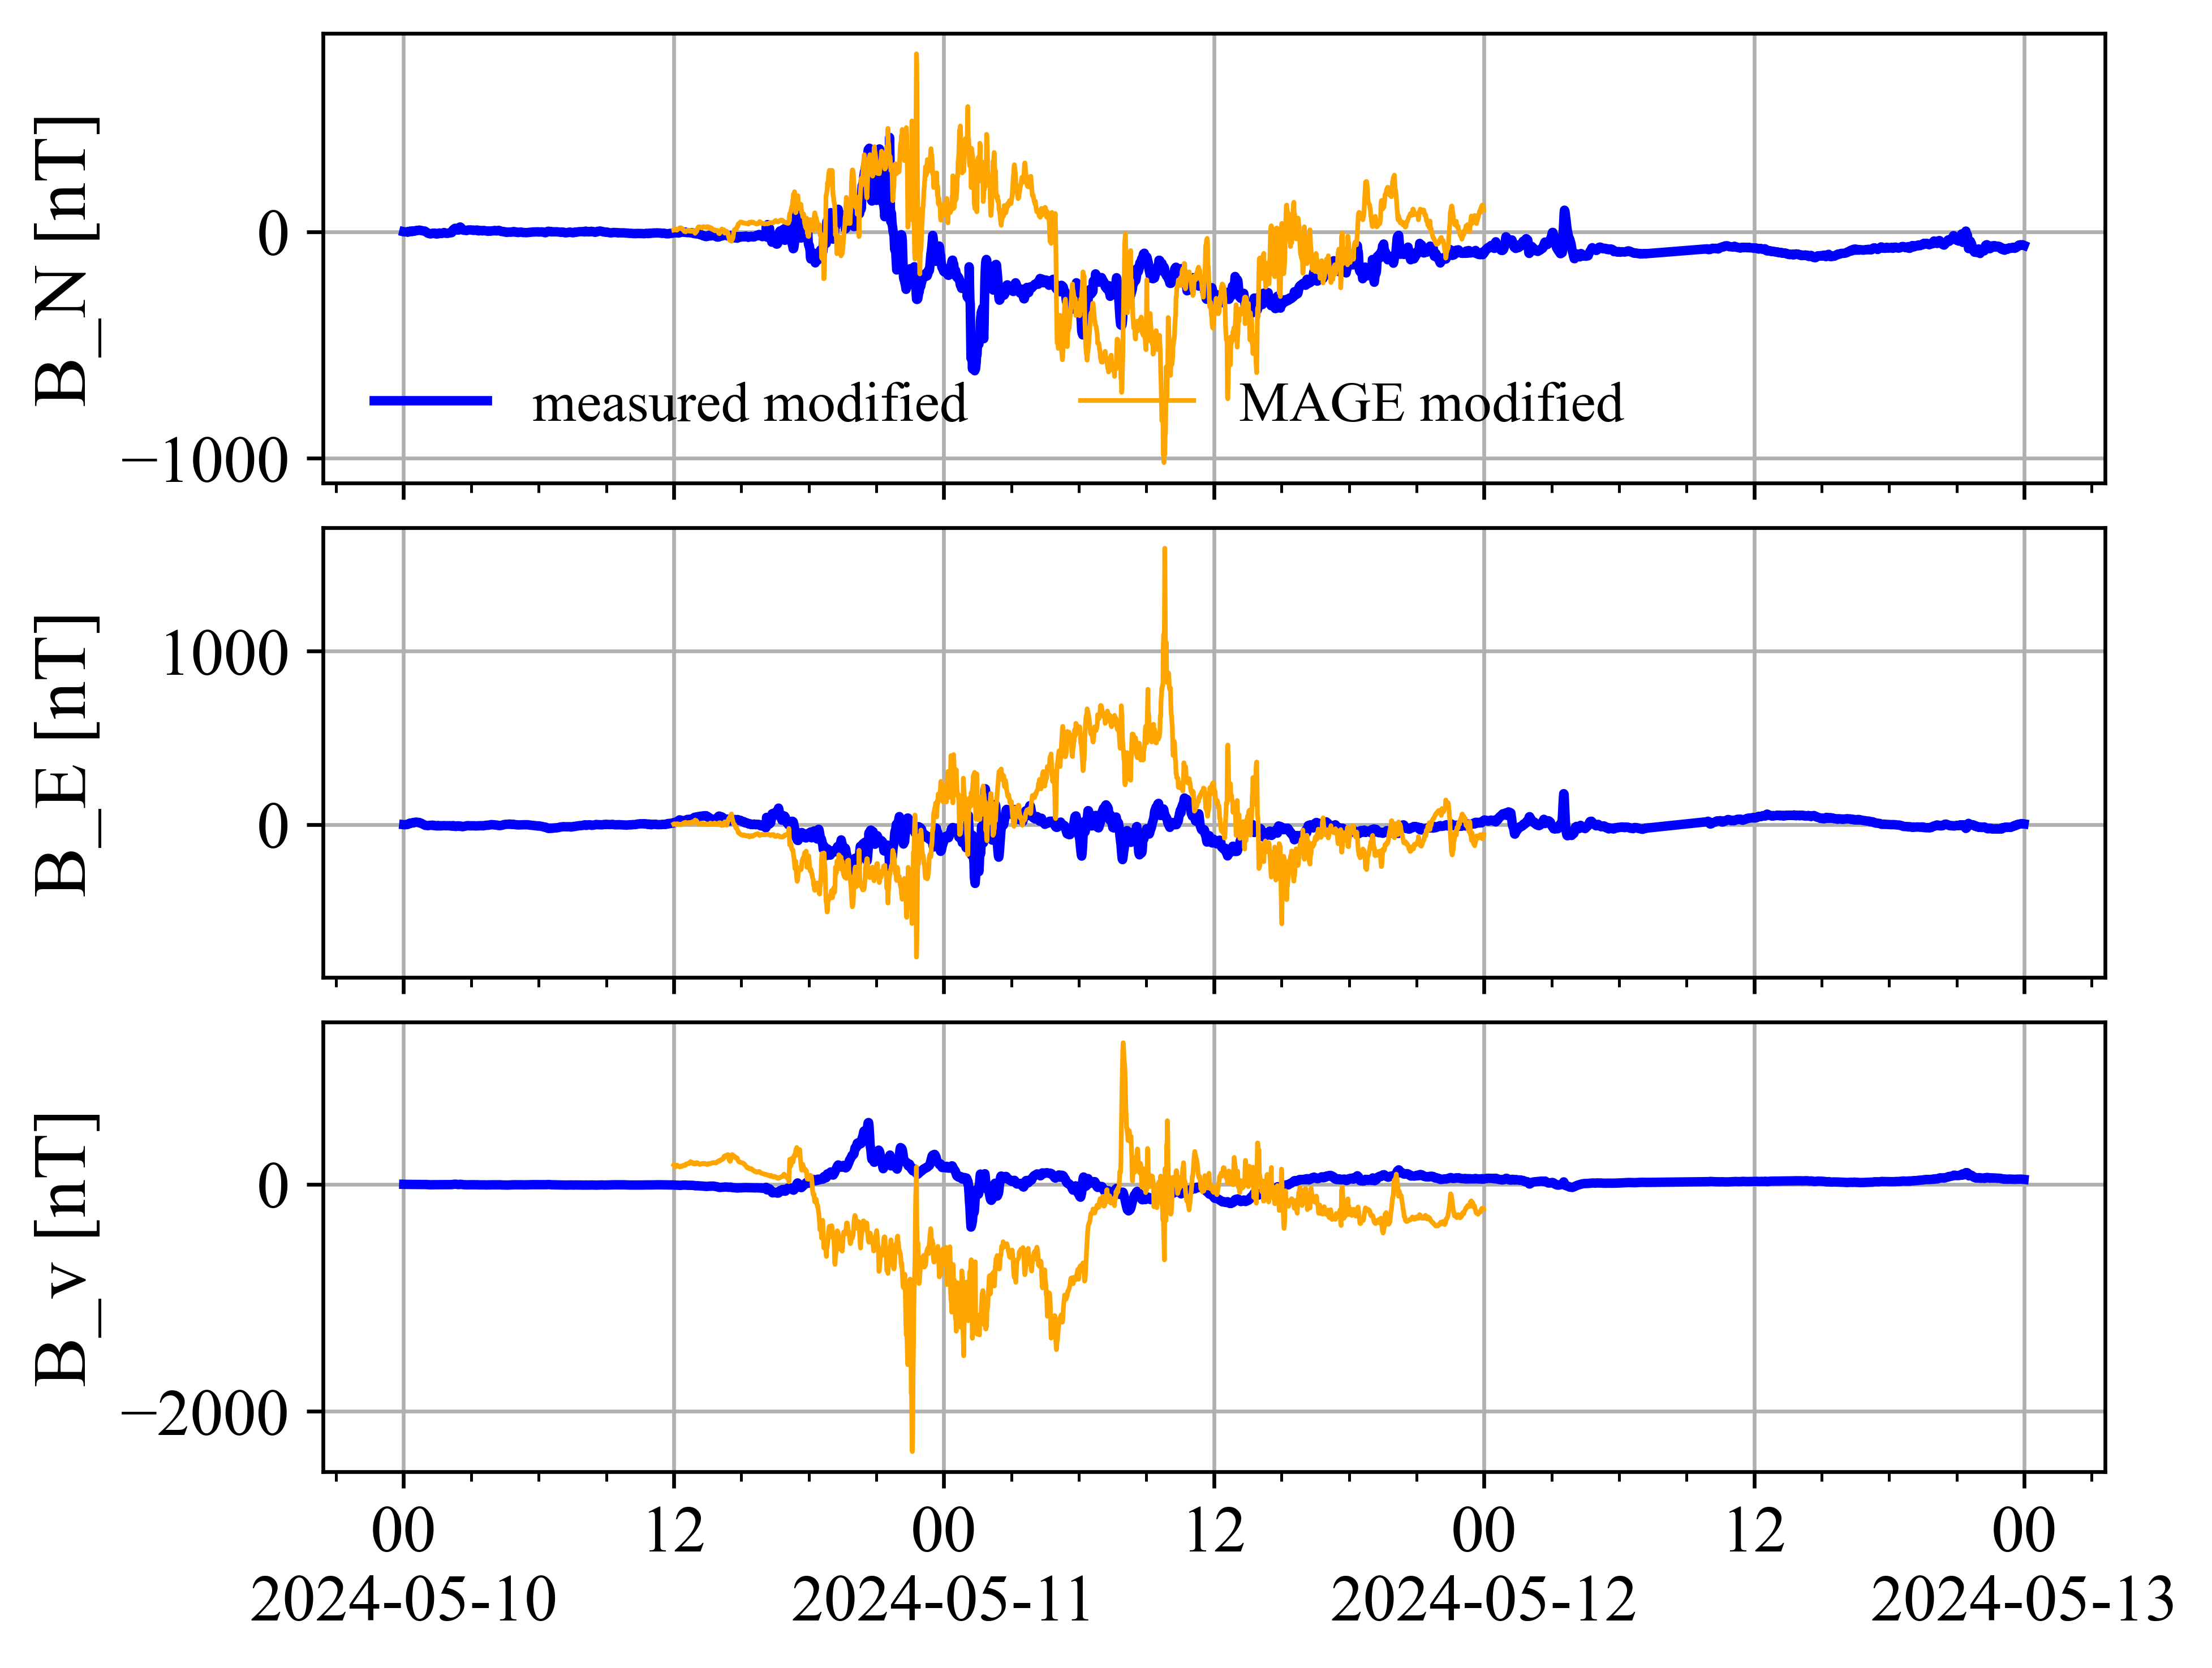 B_N [nT]
0
−1000
measured modified
MAGE modified
B_E [nT]
1000
0
B_v [nT]
0
−2000
00 12 00 12 00 12 00
2024-05-10 2024-05-11 2024-05-12 2024-05-13